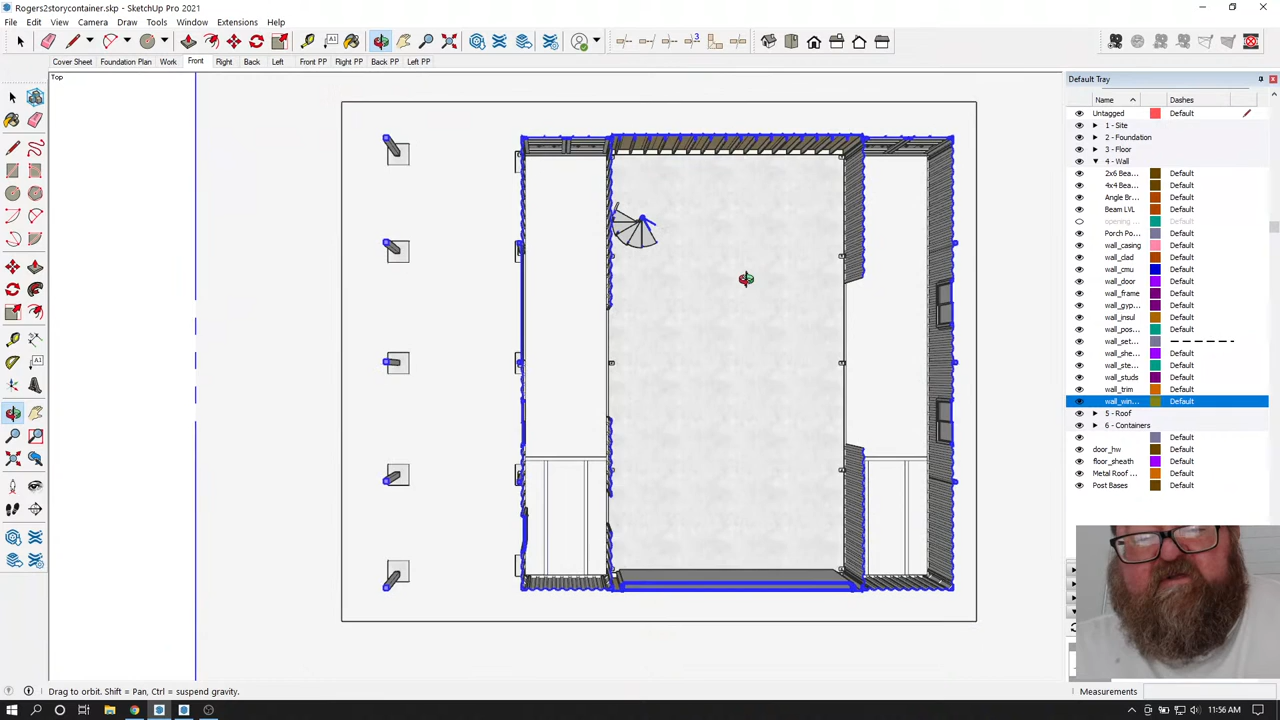 Rogers2storycontainer.skp - SketchUp Pro 2021
File Edit View Camera Draw Tools Window Extensions Help
Cover Sheet Foundation Plan Work Front Right Back Left Front PP Right PP Back PP Left PP
Top
Default Tray
Name Dashes
Untagged Default
1 - Site
2 - Foundation
3 - Floor
4 - Wall
2x6 Bea... Default
4x4 Bea... Default
Angle Br... Default
Beam LVL Default
opening ... Default
Porch Po... Default
wall_casing Default
wall_clad Default
wall_cmu Default
wall_door Default
wall_frame Default
wall_gyp... Default
wall_insul Default
wall_pos... Default
wall_set...
wall_she... Default
wall_ste... Default
wall_studs Default
wall_trim Default
wall_win... Default
5 - Roof
6 - Containers
Default
door_hw Default
floor_sheath Default
Metal Roof ... Default
Post Bases Default
Drag to orbit. Shift = Pan, Ctrl = suspend gravity.
Measurements
11:56 AM